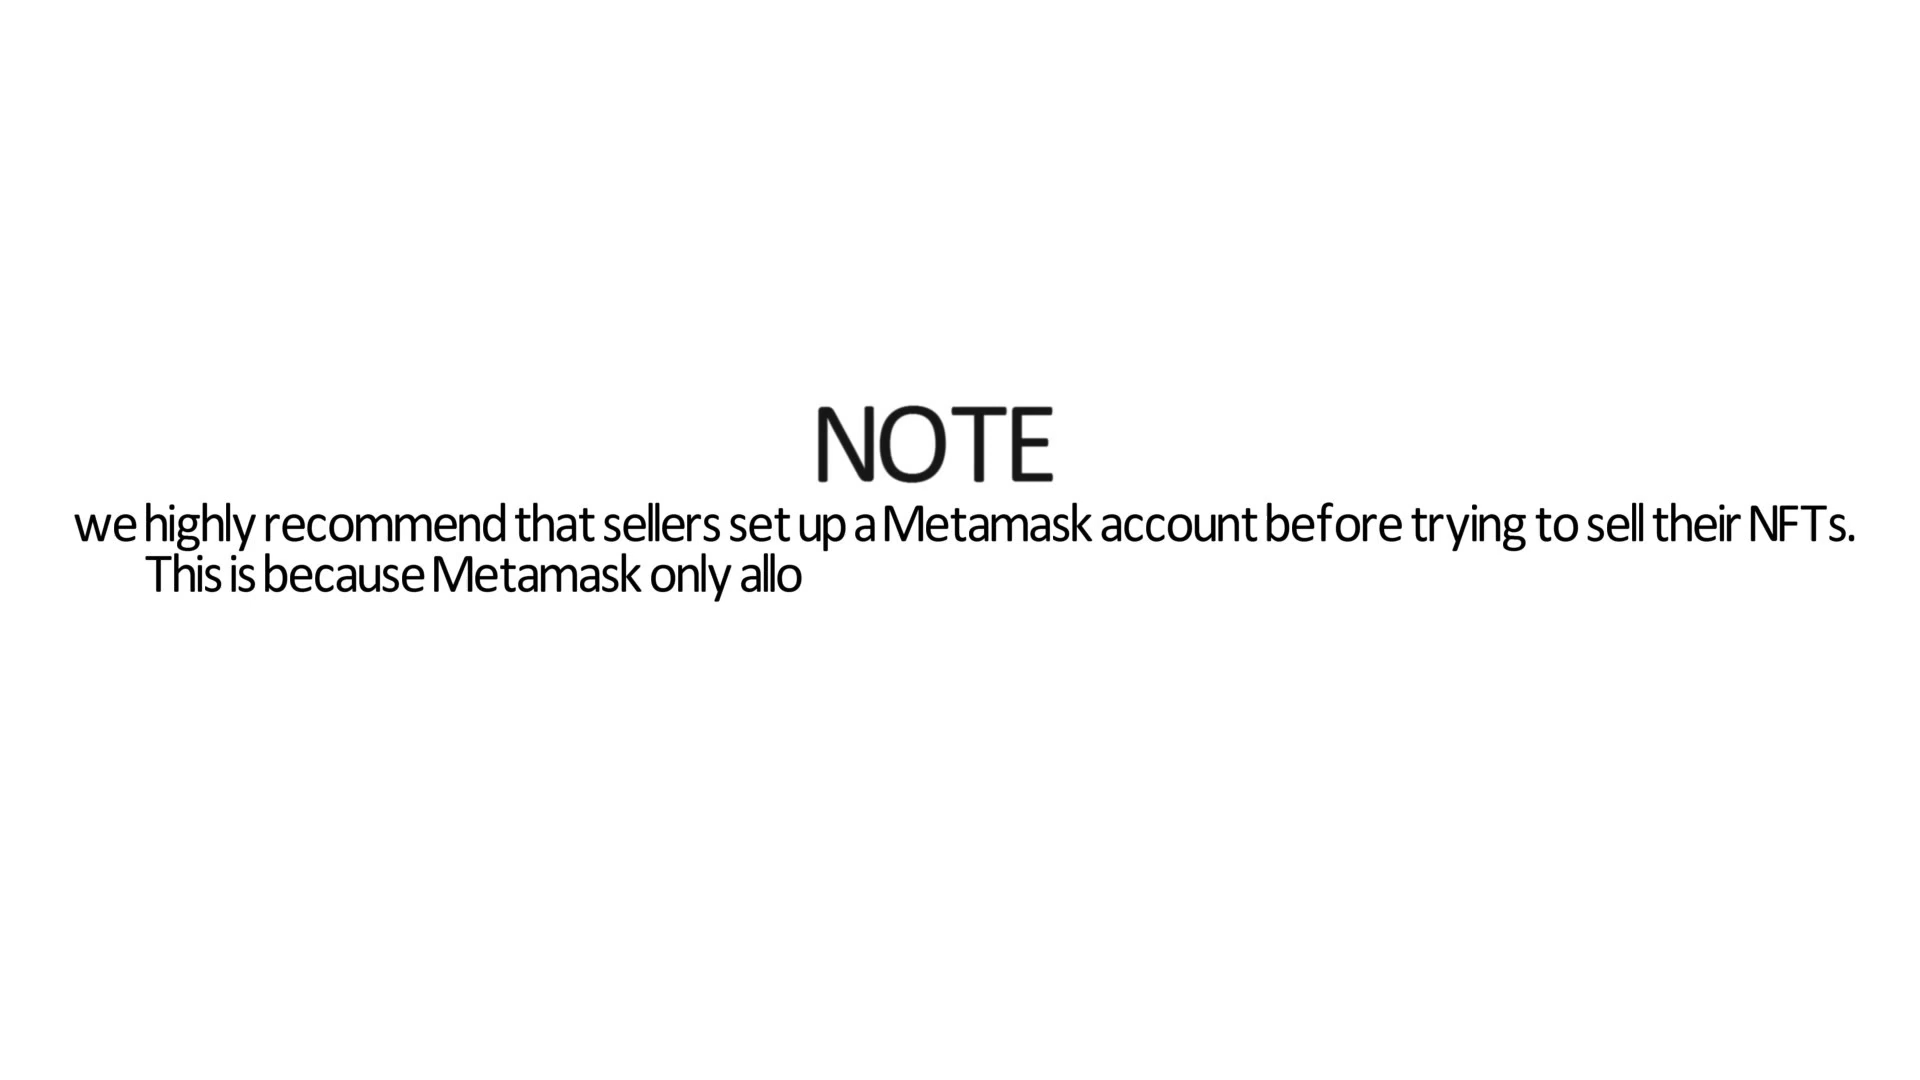 NOTE
we highly recommend that sellers set up a Metamask account before trying to sell their NFTs.
This is because Metamask only allo